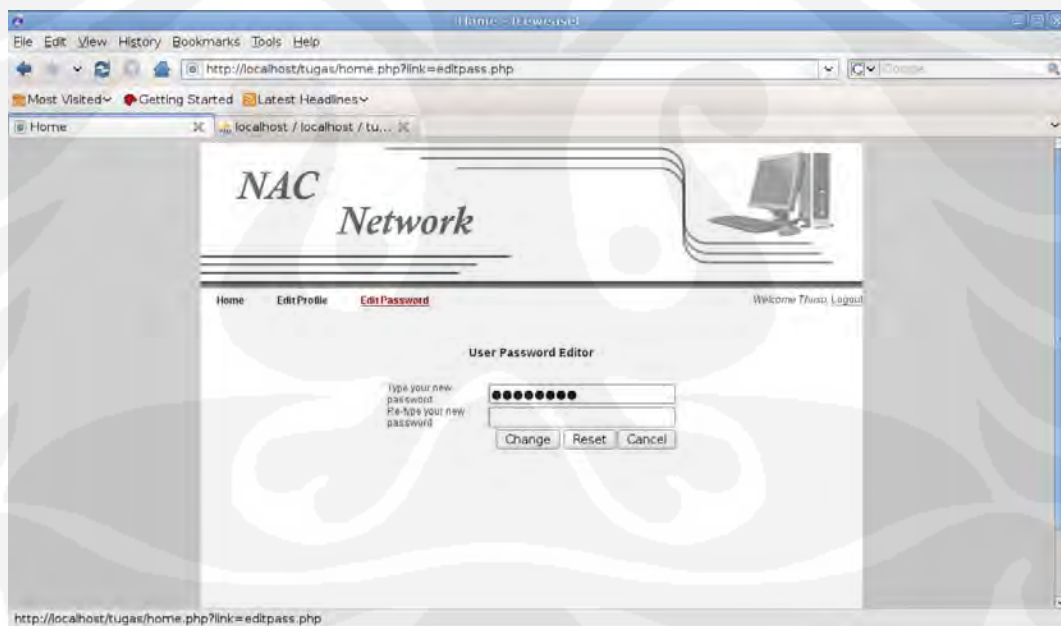 Home - Iceweasel
File Edit View History Bookmarks Tools Help
http://localhost/tugas/home.php?link=editpass.php
Google
Most Visited Getting Started Latest Headlines
Home localhost / localhost / tu...
NAC
Network
Home Edit Profile Edit Password Welcome Logout
User Password Editor
Type your new
password
Re-type your new
password
Change Reset Cancel
http://localhost/tugas/home.php?link=editpass.php